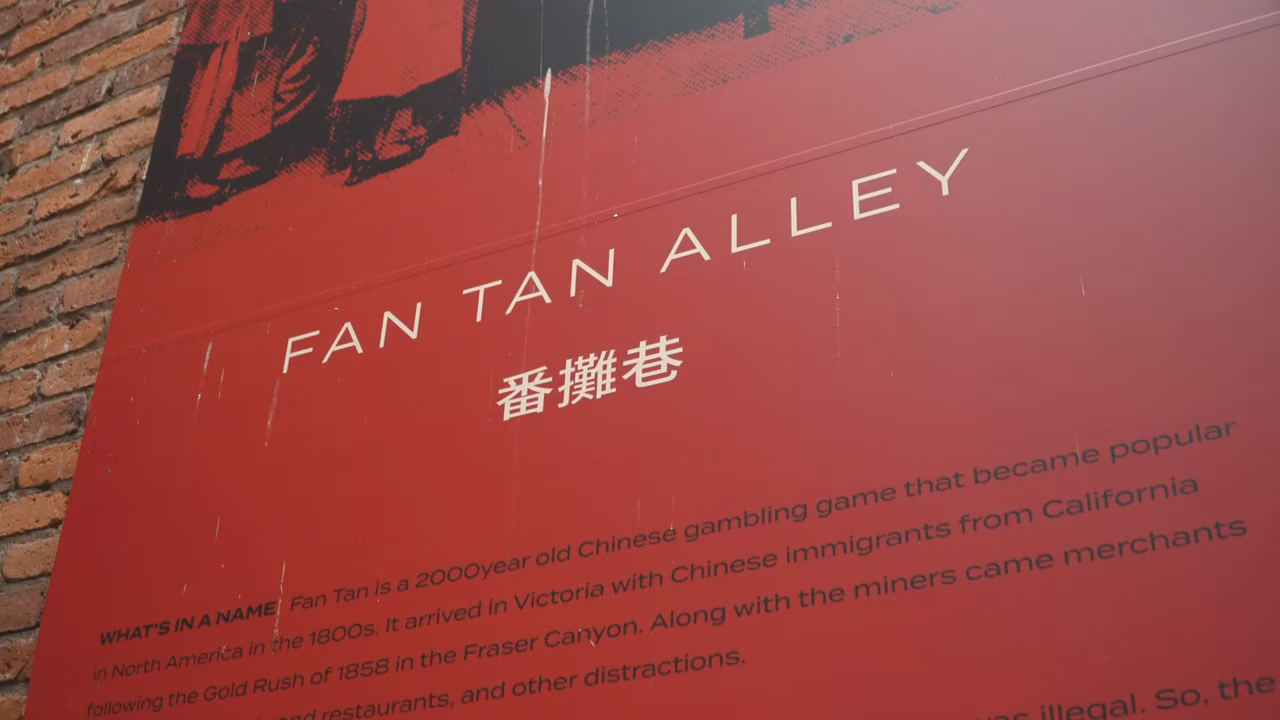 FAN TAN ALLEY
番攤巷
WHAT'S IN A NAME Fan Tan is a 2000year old Chinese gambling game that became popular
in North America in the 1800s. It arrived in Victoria with Chinese immigrants from California
following the Gold Rush of 1858 in the Fraser Canyon. Along with the miners came merchants
and restaurants, and other distractions.
was illegal. So, the